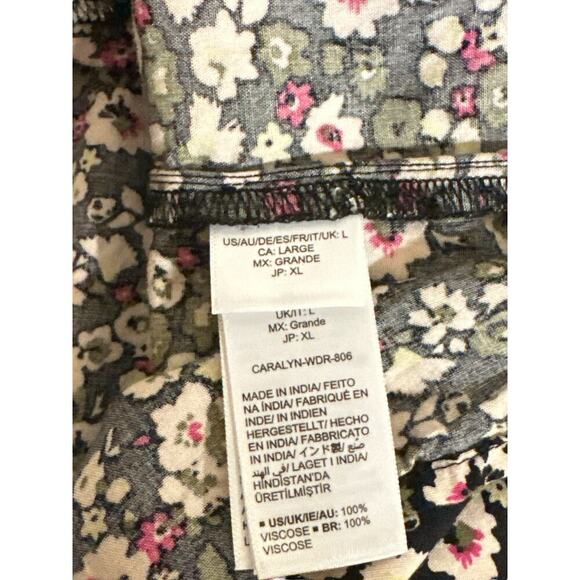 US/AU/DE/ES/FR/IT/UK: L
CA: LARGE
MX: GRANDE
JP: XL
UK/IT: L
MX: Grande
JP: XL
CARALYN-WDR-806
MADE IN INDIA/ FEITO
NA ÍNDIA/ FABRIQUÉ EN
INDE/ IN INDIEN
HERGESTELLT/ HECHO
EN INDIA/ FABBRICATO
IN INDIA/ インド製/ صنع
في الهند/ LAGET I INDIA/
HİNDİSTAN'DA
ÜRETİLMİŞTİR
■ US/UK/IE/AU: 100%
VISCOSE ■ BR: 100%
VISCOSE